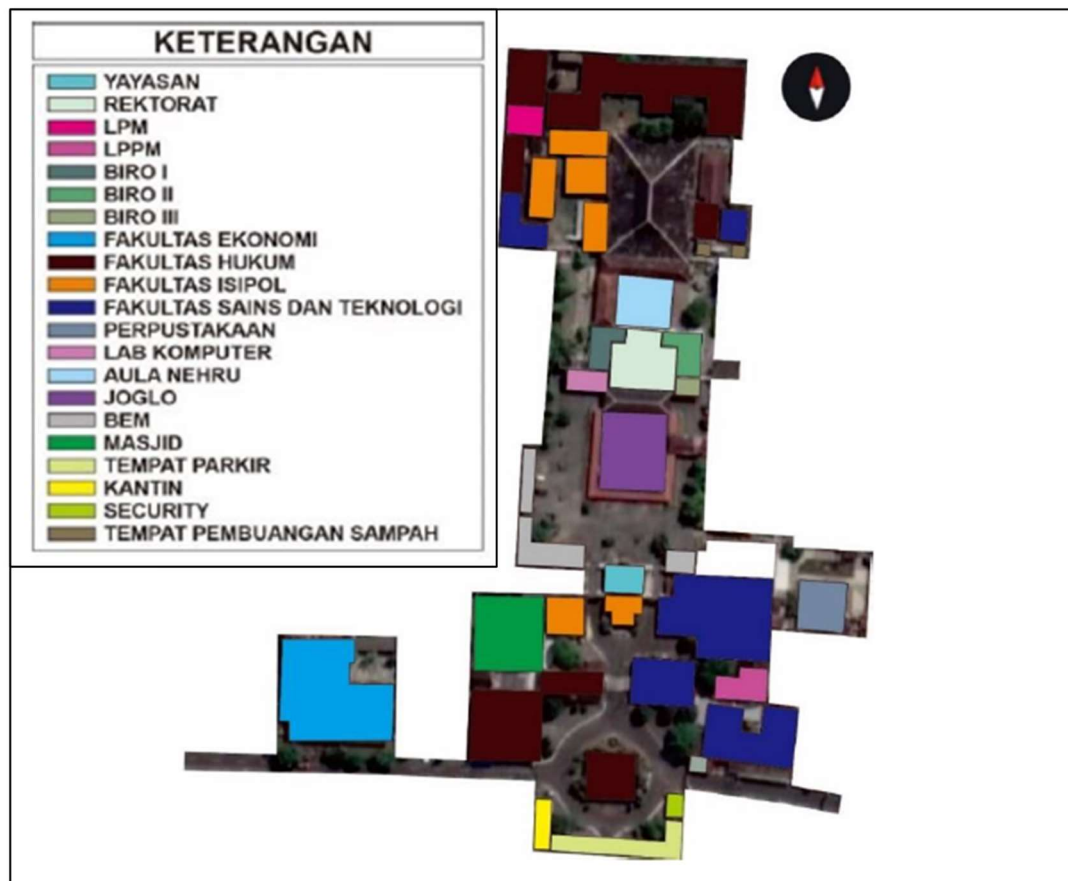 KETERANGAN
YAYASAN
REKTORAT
LPM
LPPM
BIRO I
BIRO II
BIRO III
FAKULTAS EKONOMI
FAKULTAS HUKUM
FAKULTAS ISIPOL
FAKULTAS SAINS DAN TEKNOLOGI
PERPUSTAKAAN
LAB KOMPUTER
AULA NEHRU
JOGLO
BEM
MASJID
TEMPAT PARKIR
KANTIN
SECURITY
TEMPAT PEMBUANGAN SAMPAH